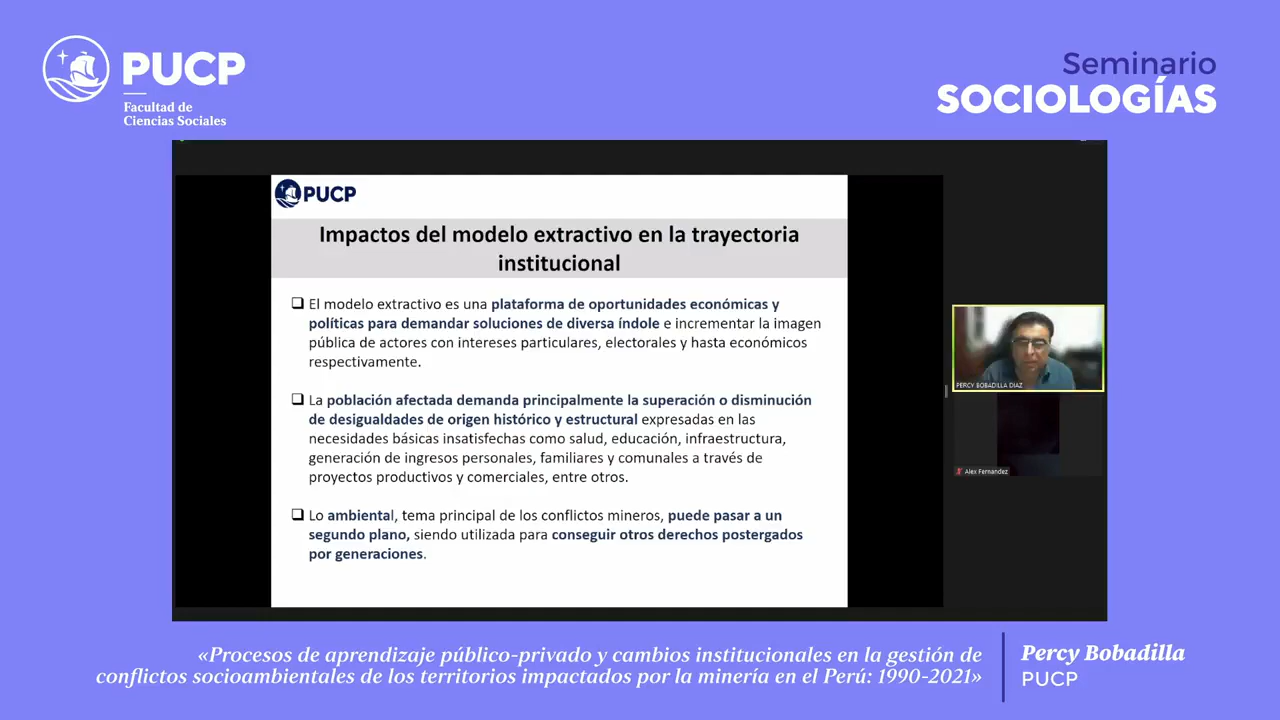 PUCP
Facultad de
Ciencias Sociales
Seminario
SOCIOLOGÍAS
PUCP
Impactos del modelo extractivo en la trayectoria
institucional
El modelo extractivo es una plataforma de oportunidades económicas y
políticas para demandar soluciones de diversa índole e incrementar la imagen
pública de actores con intereses particulares, electorales y hasta económicos
respectivamente.
La población afectada demanda principalmente la superación o disminución
de desigualdades de origen histórico y estructural expresadas en las
necesidades básicas insatisfechas como salud, educación, infraestructura,
generación de ingresos personales, familiares y comunales a través de
proyectos productivos y comerciales, entre otros.
Lo ambiental, tema principal de los conflictos mineros, puede pasar a un
segundo plano, siendo utilizada para conseguir otros derechos postergados
por generaciones.
PERCY BOBADILLA DIAZ
Alex Fernandez
«Procesos de aprendizaje público-privado y cambios institucionales en la gestión de
conflictos socioambientales de los territorios impactados por la minería en el Perú: 1990-2021»
Percy Bobadilla
PUCP